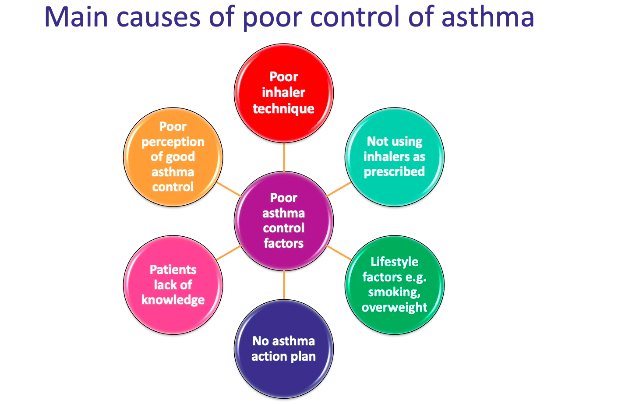 Main causes of poor control of asthma
Poor
inhaler
technique
Not using
inhalers as
prescribed
Lifestyle
factors e.g.
smoking,
overweight
No asthma
action plan
Patients
lack of
knowledge
Poor
perception
of good
asthma
control
Poor
asthma
control
factors